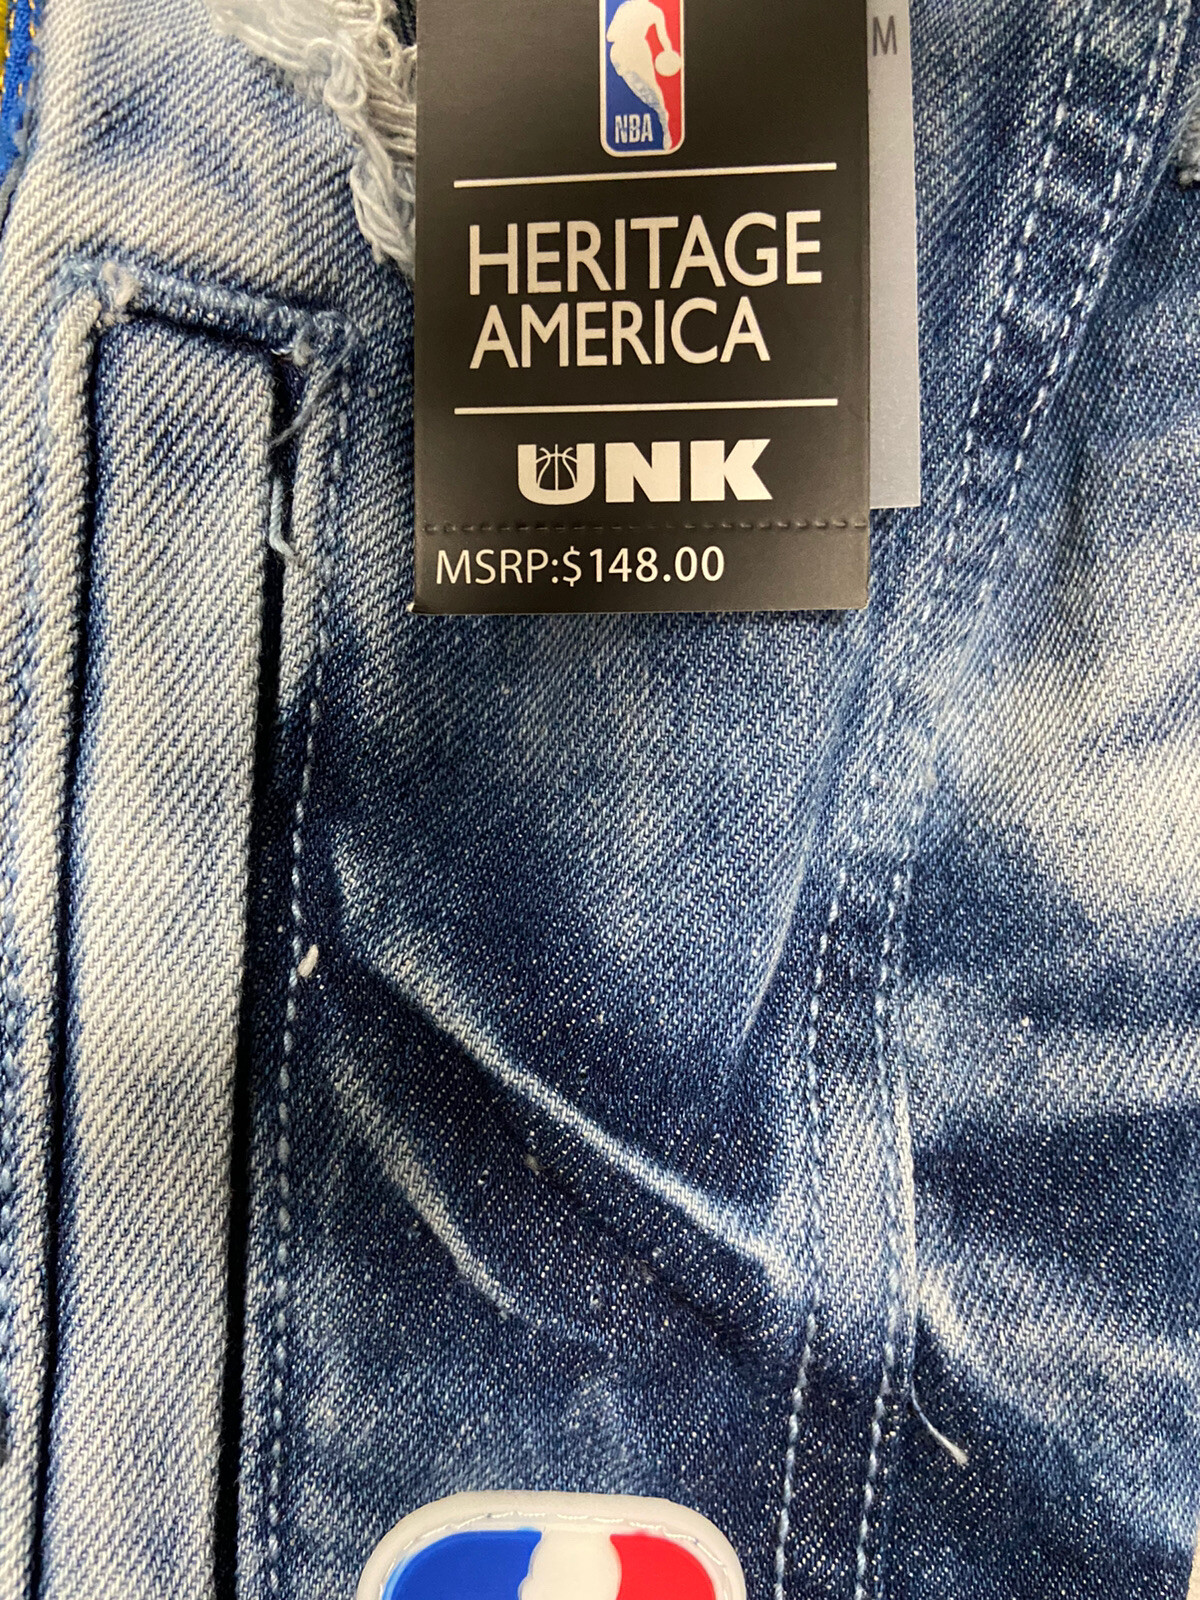 M
NBA
HERITAGE
AMERICA
UNK
MSRP:$148.00